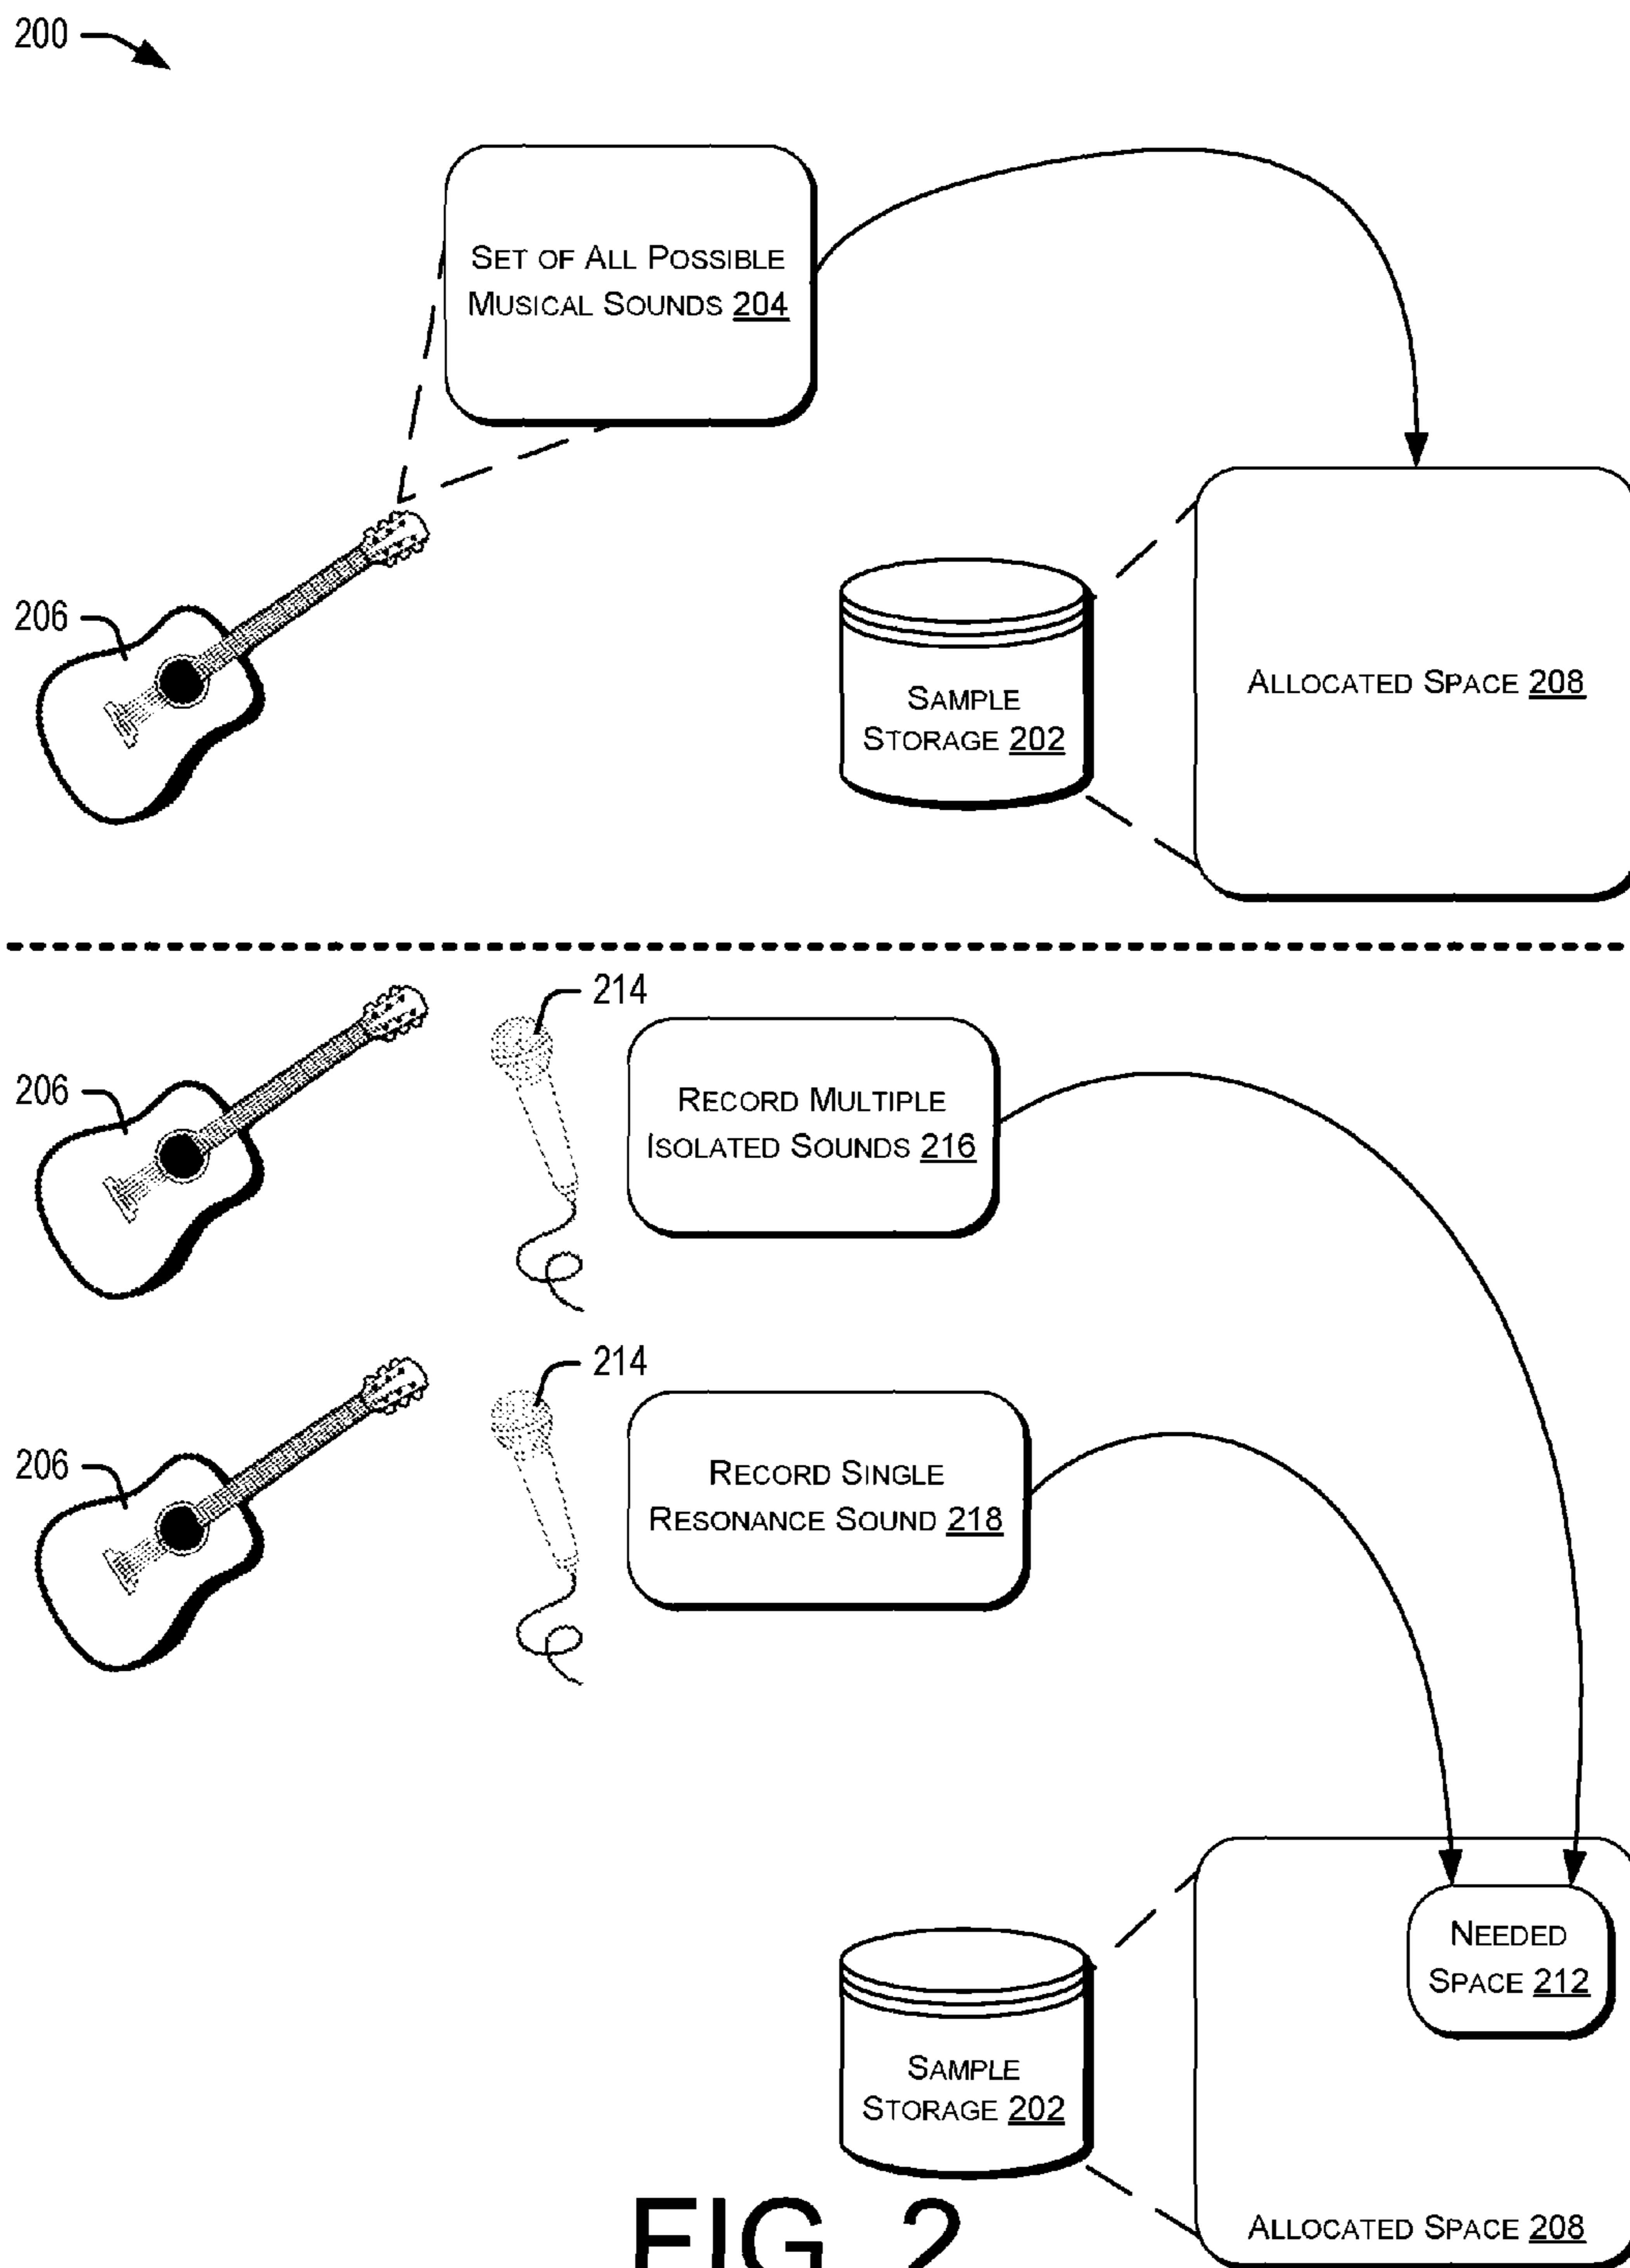 200
SET OF ALL POSSIBLE
MUSICAL SOUNDS 204
206
SAMPLE
STORAGE 202
ALLOCATED SPACE 208
214
206
RECORD MULTIPLE
ISOLATED SOUNDS 216
214
206
RECORD SINGLE
RESONANCE SOUND 218
NEEDED
SPACE 212
SAMPLE
STORAGE 202
ALLOCATED SPACE 208
FIG. 2